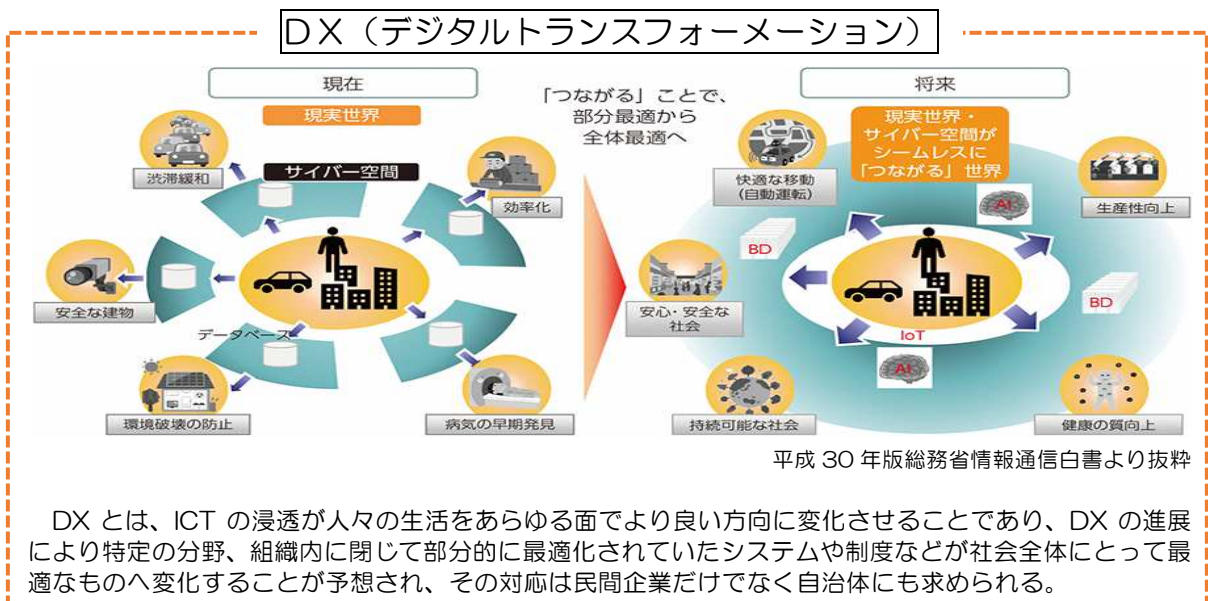 DX（デジタルトランスフォーメーション）
現在
現実世界
サイバー空間
渋滞緩和
効率化
安全な建物
データベース
環境破壊の防止
病気の早期発見
「つながる」ことで、
部分最適から
全体最適へ
将来
現実世界・
サイバー空間が
シームレスに
「つながる」世界
快適な移動
(自動運転)
AI
生産性向上
BD
安心・安全な
社会
BD
IoT
AI
持続可能な社会
健康の質向上
平成 30 年版総務省情報通信白書より抜粋
DX とは、ICT の浸透が人々の生活をあらゆる面でより良い方向に変化させることであり、DX の進展
により特定の分野、組織内に閉じて部分的に最適化されていたシステムや制度などが社会全体にとって最
適なものへ変化することが予想され、その対応は民間企業だけでなく自治体にも求められる。